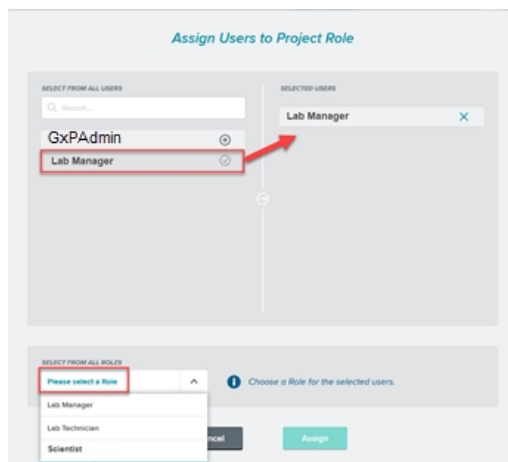 Assign Users to Project Role
SELECT FROM ALL USERS
Search...
GxPAdmin
Lab Manager
SELECTED USERS
Lab Manager
SELECT FROM ALL ROLES
Please select a Role
Choose a Role for the selected users.
Lab Manager
Lab Technician
Scientist
ncel
Assign